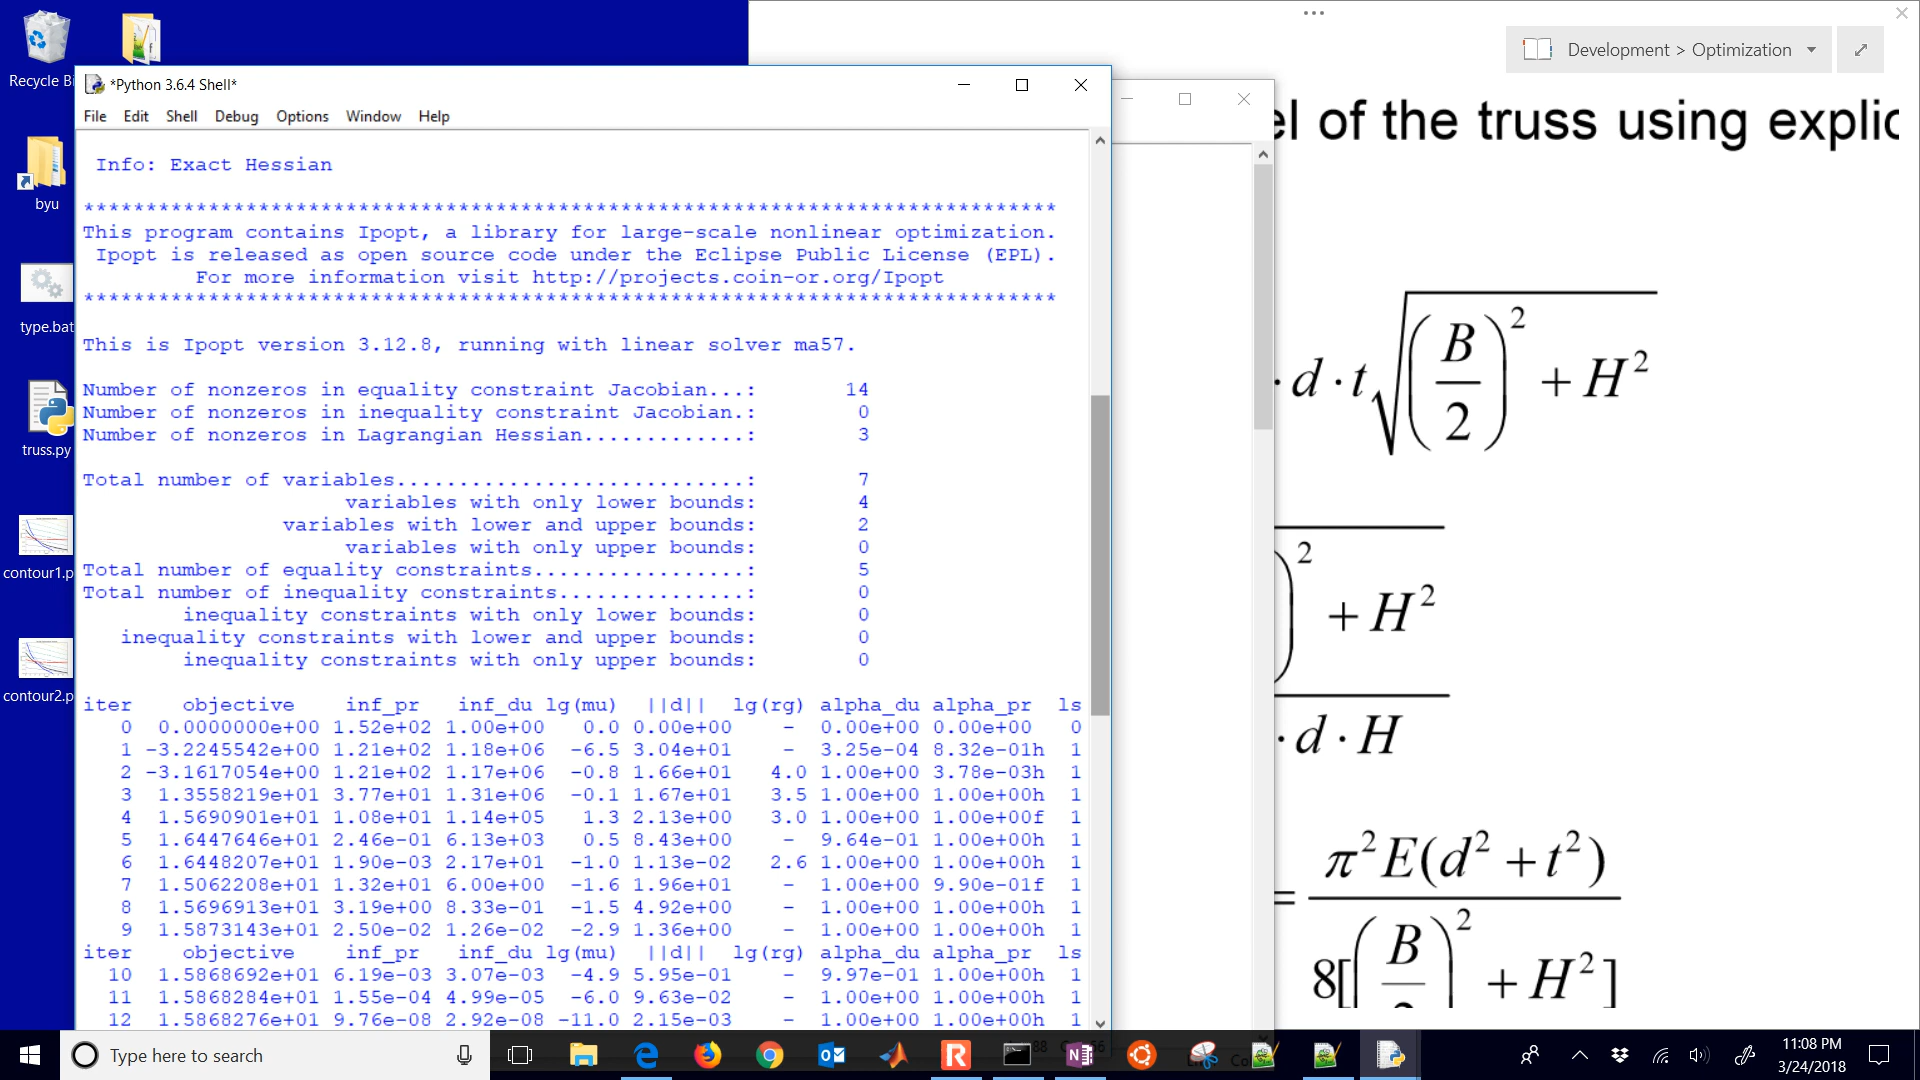 Recycle Bi
byu
type.bat
truss.py
contour1.p
contour2.p
*Python 3.6.4 Shell*
File Edit Shell Debug Options Window Help
Info: Exact Hessian
******************************************************************************
This program contains Ipopt, a library for large-scale nonlinear optimization.
Ipopt is released as open source code under the Eclipse Public License (EPL).
For more information visit http://projects.coin-or.org/Ipopt
******************************************************************************
This is Ipopt version 3.12.8, running with linear solver ma57.
Number of nonzeros in equality constraint Jacobian...: 14
Number of nonzeros in inequality constraint Jacobian.: 0
Number of nonzeros in Lagrangian Hessian.............: 3
Total number of variables............................: 7
variables with only lower bounds: 4
variables with lower and upper bounds: 2
variables with only upper bounds: 0
Total number of equality constraints.................: 5
Total number of inequality constraints...............: 0
inequality constraints with only lower bounds: 0
inequality constraints with lower and upper bounds: 0
inequality constraints with only upper bounds: 0
iter objective inf_pr inf_du lg(mu) ||d|| lg(rg) alpha_du alpha_pr ls
0 0.0000000e+00 1.52e+02 1.00e+00 0.0 0.00e+00 - 0.00e+00 0.00e+00 0
1 -3.2245542e+00 1.21e+02 1.18e+06 -6.5 3.04e+01 - 3.25e-04 8.32e-01h 1
2 -3.1617054e+00 1.21e+02 1.17e+06 -0.8 1.66e+01 4.0 1.00e+00 3.78e-03h 1
3 1.3558219e+01 3.77e+01 1.31e+06 -0.1 1.67e+01 3.5 1.00e+00 1.00e+00h 1
4 1.5690901e+01 1.08e+01 1.14e+05 1.3 2.13e+00 3.0 1.00e+00 1.00e+00f 1
5 1.6447646e+01 2.46e-01 6.13e+03 0.5 8.43e+00 - 9.64e-01 1.00e+00h 1
6 1.6448207e+01 1.90e-03 2.17e+01 -1.0 1.13e-02 2.6 1.00e+00 1.00e+00h 1
7 1.5062208e+01 1.32e+01 6.00e+00 -1.6 1.96e+01 - 1.00e+00 9.90e-01f 1
8 1.5696913e+01 3.19e+00 8.33e-01 -1.5 4.92e+00 - 1.00e+00 1.00e+00h 1
9 1.5873143e+01 2.50e-02 1.26e-02 -2.9 1.36e+00 - 1.00e+00 1.00e+00h 1
iter objective inf_pr inf_du lg(mu) ||d|| lg(rg) alpha_du alpha_pr ls
10 1.5868692e+01 6.19e-03 3.07e-03 -4.9 5.95e-01 - 9.97e-01 1.00e+00h 1
11 1.5868284e+01 1.55e-04 4.99e-05 -6.0 9.63e-02 - 1.00e+00 1.00e+00h 1
12 1.5868276e+01 9.76e-08 2.92e-08 -11.0 2.15e-03 - 1.00e+00 1.00e+00h 1
Development > Optimization
el of the truss using explic
· d · t √((B/2)² + H²)
)² + H²
· d · H
= π² E(d² + t²)
8[(B/2)² + H²]
Type here to search
11:08 PM
3/24/2018